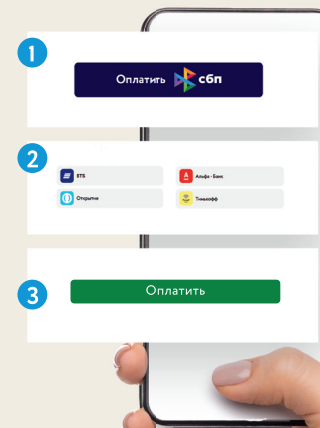 1
Оплатить сбп
2
ВТБ
Альфа-Банк
Открытие
Тинькофф
3
Оплатить